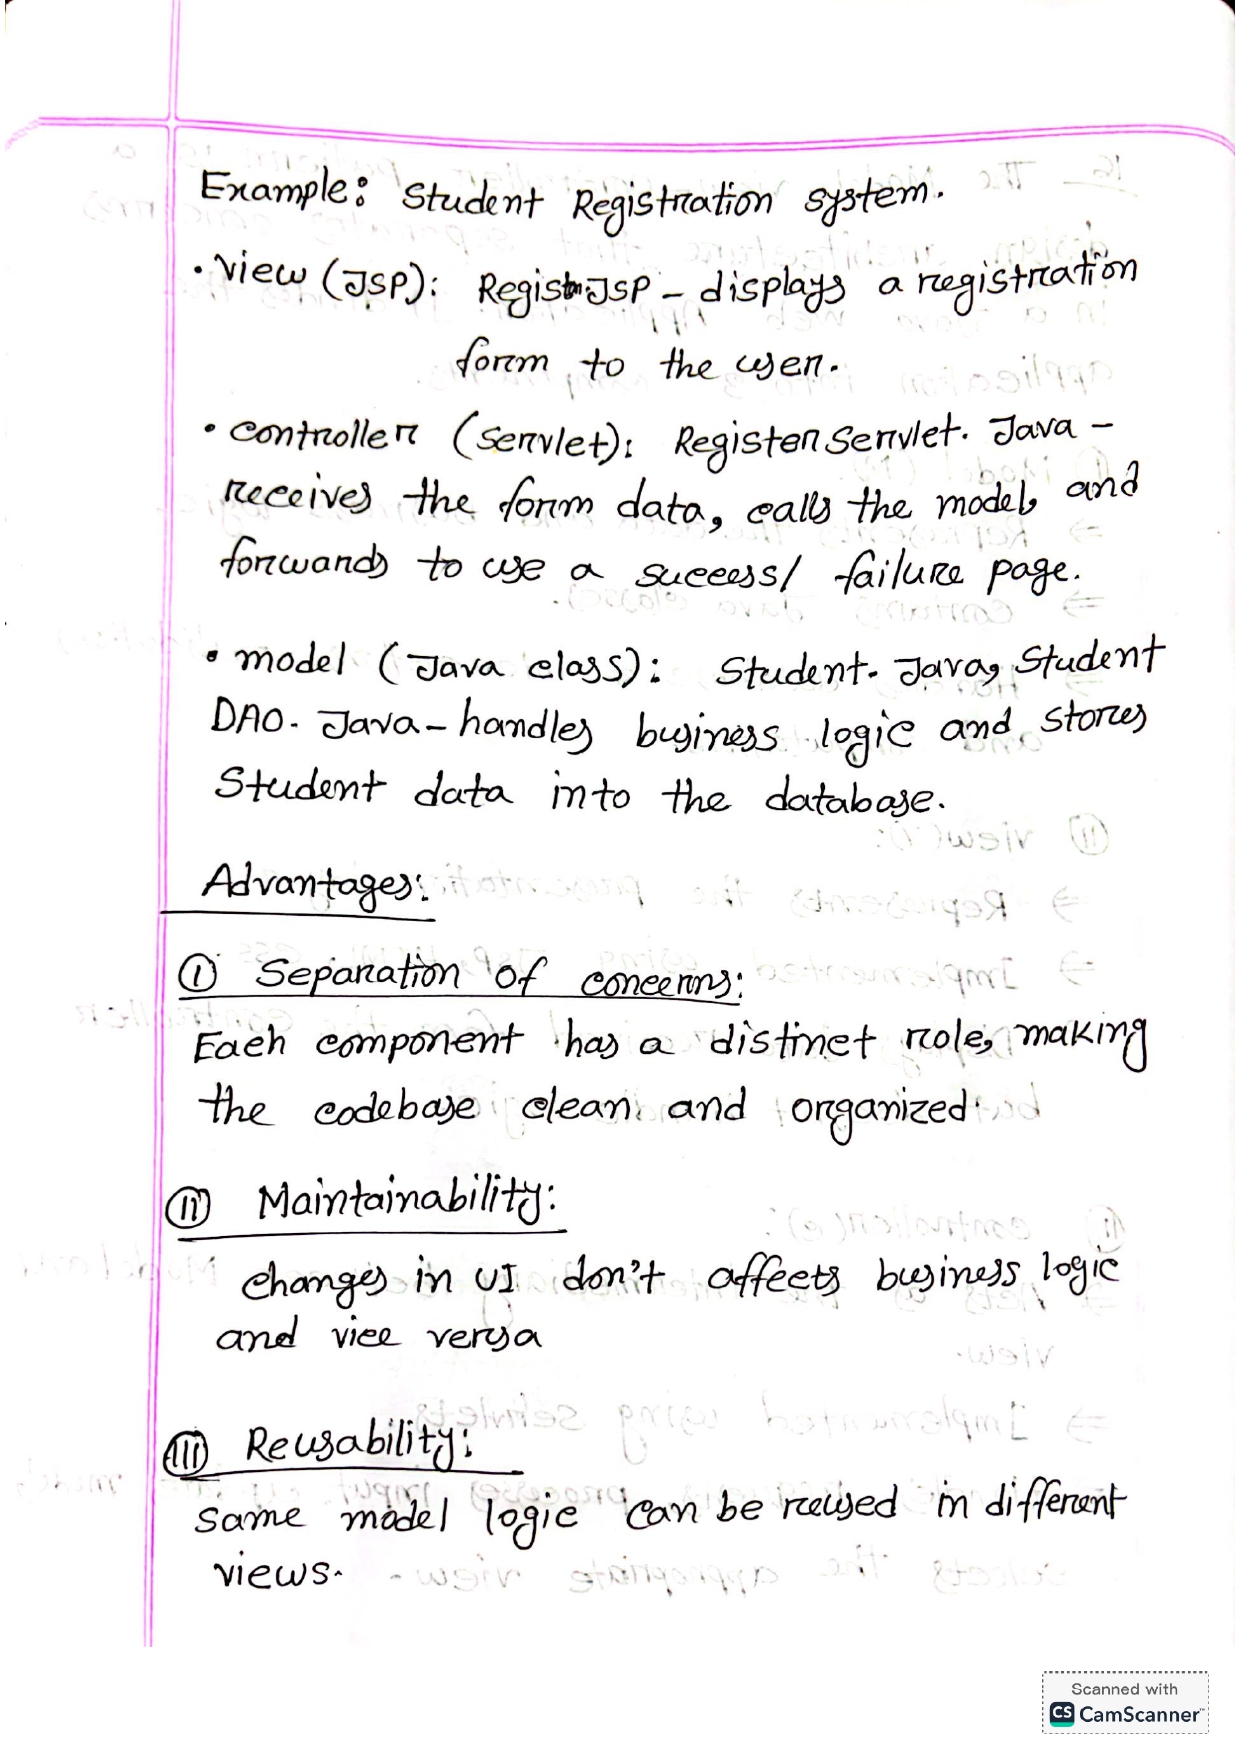 Example: Student Registration system.
• View (JSP): Regist JSP – displays a registration
form to the user.
• controller (Servlet): Register Servlet. Java –
receives the form data, calls the model, and
forwards to use a success/ failure page.
• model (Java class): Student. Java, Student
DAO. Java – handles business logic and stores
Student data into the database.
Advantages:
(I) Separation of concerns:
Each component has a distinct role, making
the codebase clean and organized.
(II) Maintainability:
changes in UI don't affects business logic
and vice versa
(III) Reusability:
same model logic can be reused in different
views.
Scanned with
CS CamScanner